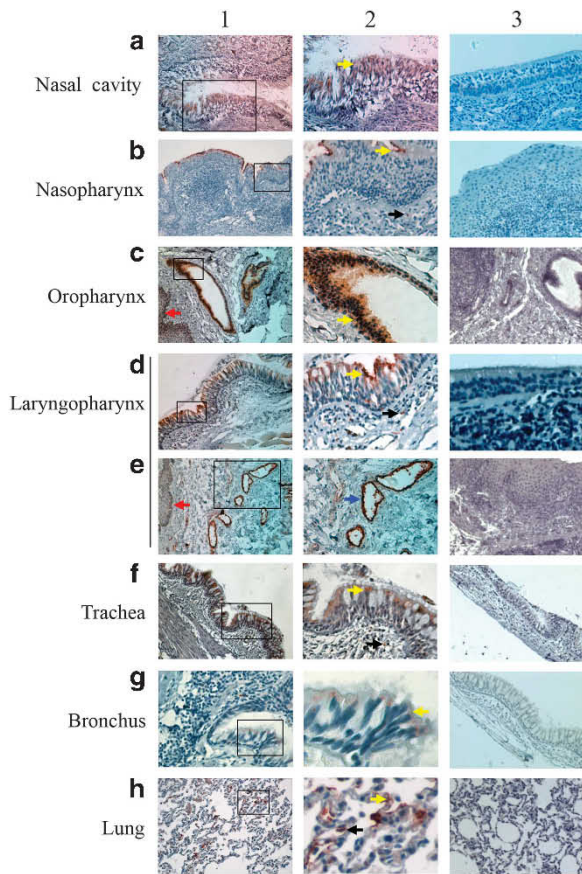 1 2 3
a
Nasal cavity
b
Nasopharynx
c
Oropharynx
d
Laryngopharynx
e
f
Trachea
g
Bronchus
h
Lung